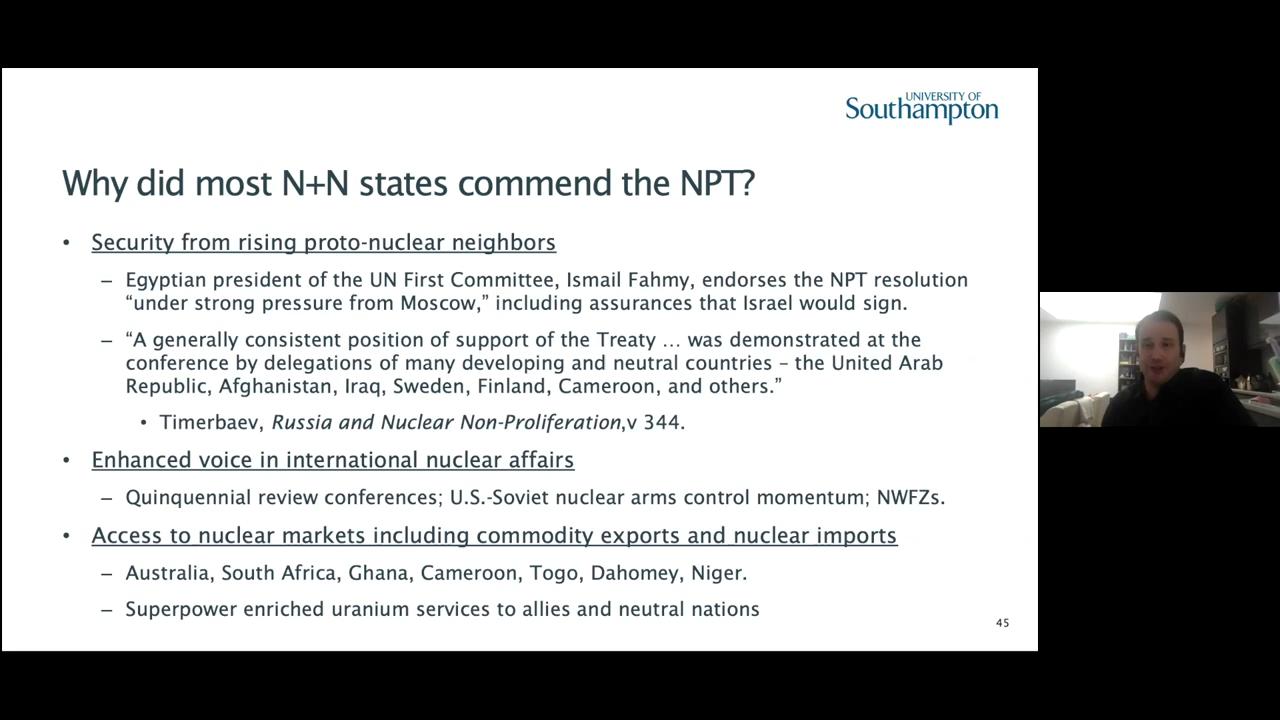 UNIVERSITY OF
Southampton
Why did most N+N states commend the NPT?
• Security from rising proto-nuclear neighbors
– Egyptian president of the UN First Committee, Ismail Fahmy, endorses the NPT resolution
“under strong pressure from Moscow,” including assurances that Israel would sign.
– “A generally consistent position of support of the Treaty … was demonstrated at the
conference by delegations of many developing and neutral countries – the United Arab
Republic, Afghanistan, Iraq, Sweden, Finland, Cameroon, and others.”
• Timerbaev, Russia and Nuclear Non-Proliferation,v 344.
• Enhanced voice in international nuclear affairs
– Quinquennial review conferences; U.S.-Soviet nuclear arms control momentum; NWFZs.
• Access to nuclear markets including commodity exports and nuclear imports
– Australia, South Africa, Ghana, Cameroon, Togo, Dahomey, Niger.
– Superpower enriched uranium services to allies and neutral nations
45